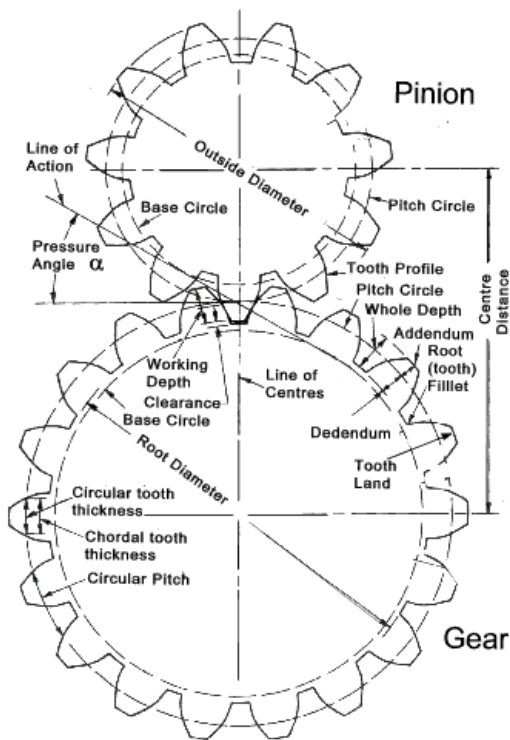 Pinion
Line of
Action
Outside Diameter
Base Circle
Pitch Circle
Pressure
Angle α
Tooth Profile
Pitch Circle
Whole Depth
Centre
Distance
Addendum
Root
(tooth)
Filllet
Working
Depth
Line of
Centres
Clearance
Base Circle
Dedendum
Root Diameter
Tooth
Land
Circular tooth
thickness
Chordal tooth
thickness
Circular Pitch
Gear